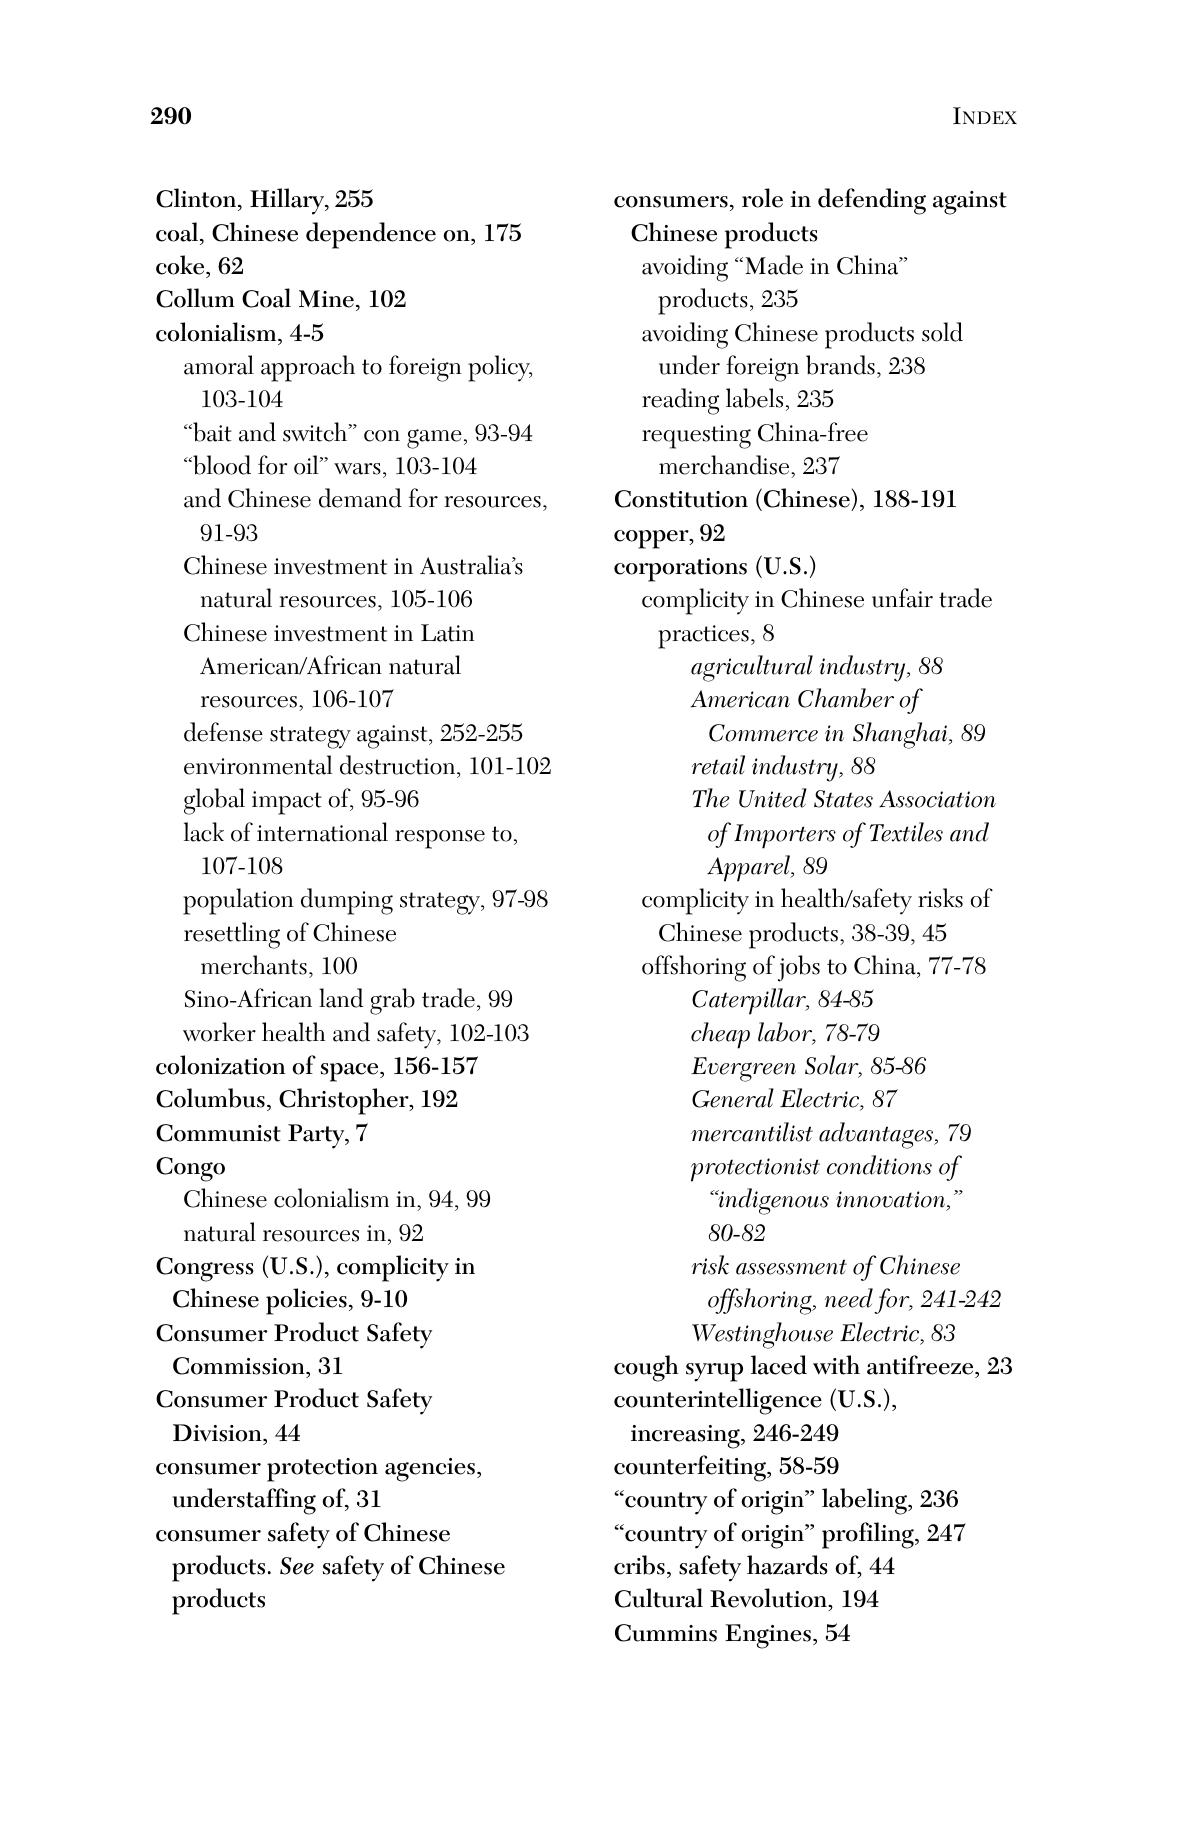 290
INDEX
Clinton, Hillary, 255
coal, Chinese dependence on, 175
coke, 62
Collum Coal Mine, 102
colonialism, 4-5
amoral approach to foreign policy,
103-104
“bait and switch” con game, 93-94
“blood for oil” wars, 103-104
and Chinese demand for resources,
91-93
Chinese investment in Australia’s
natural resources, 105-106
Chinese investment in Latin
American/African natural
resources, 106-107
defense strategy against, 252-255
environmental destruction, 101-102
global impact of, 95-96
lack of international response to,
107-108
population dumping strategy, 97-98
resettling of Chinese
merchants, 100
Sino-African land grab trade, 99
worker health and safety, 102-103
colonization of space, 156-157
Columbus, Christopher, 192
Communist Party, 7
Congo
Chinese colonialism in, 94, 99
natural resources in, 92
Congress (U.S.), complicity in
Chinese policies, 9-10
Consumer Product Safety
Commission, 31
Consumer Product Safety
Division, 44
consumer protection agencies,
understaffing of, 31
consumer safety of Chinese
products. See safety of Chinese
products
consumers, role in defending against
Chinese products
avoiding “Made in China”
products, 235
avoiding Chinese products sold
under foreign brands, 238
reading labels, 235
requesting China-free
merchandise, 237
Constitution (Chinese), 188-191
copper, 92
corporations (U.S.)
complicity in Chinese unfair trade
practices, 8
agricultural industry, 88
American Chamber of
Commerce in Shanghai, 89
retail industry, 88
The United States Association
of Importers of Textiles and
Apparel, 89
complicity in health/safety risks of
Chinese products, 38-39, 45
offshoring of jobs to China, 77-78
Caterpillar, 84-85
cheap labor, 78-79
Evergreen Solar, 85-86
General Electric, 87
mercantilist advantages, 79
protectionist conditions of
“indigenous innovation,”
80-82
risk assessment of Chinese
offshoring, need for, 241-242
Westinghouse Electric, 83
cough syrup laced with antifreeze, 23
counterintelligence (U.S.),
increasing, 246-249
counterfeiting, 58-59
“country of origin” labeling, 236
“country of origin” profiling, 247
cribs, safety hazards of, 44
Cultural Revolution, 194
Cummins Engines, 54